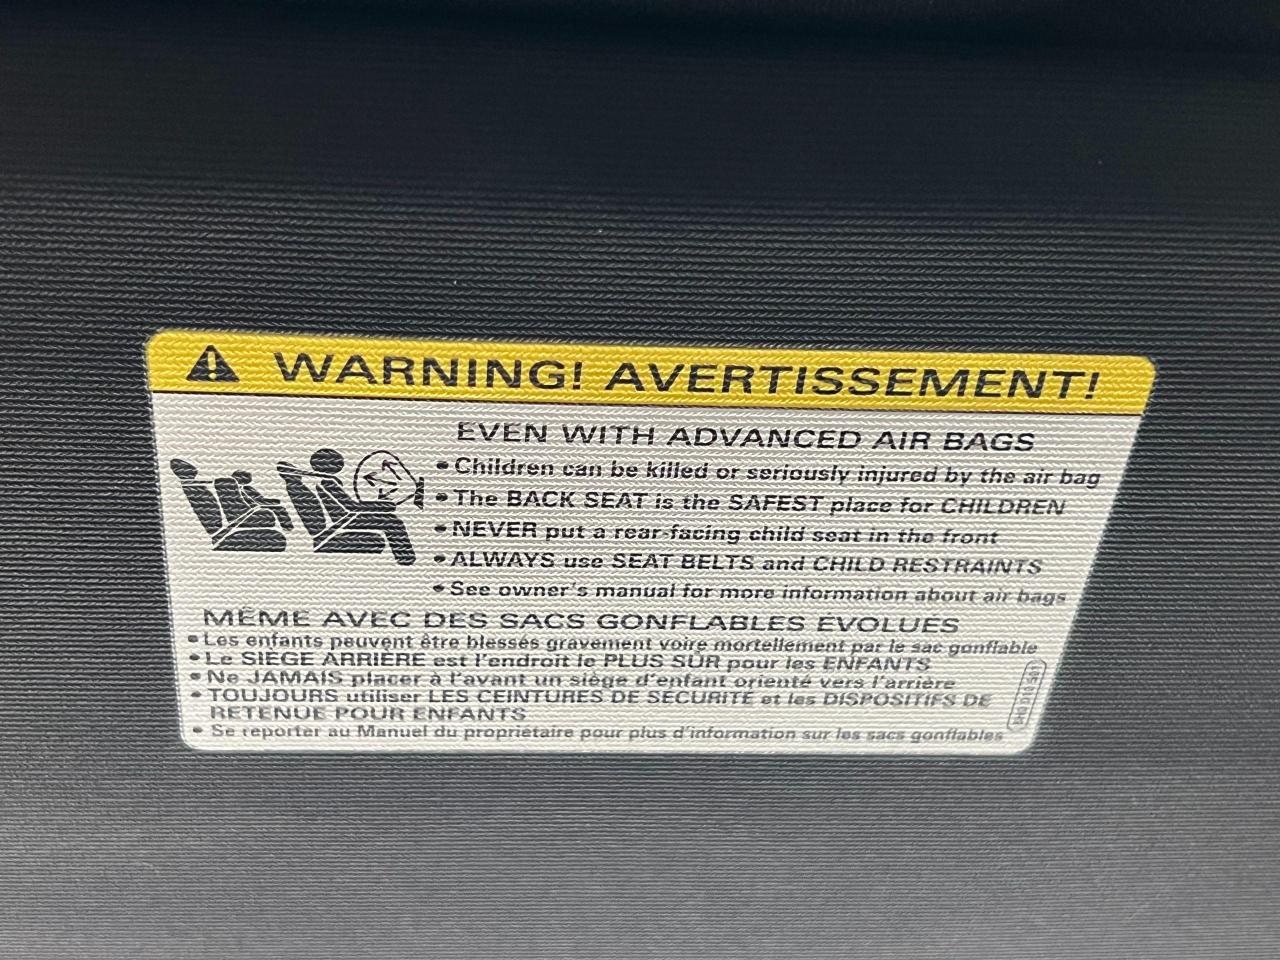 WARNING! AVERTISSEMENT!
EVEN WITH ADVANCED AIR BAGS
• Children can be killed or seriously injured by the air bag
• The BACK SEAT is the SAFEST place for CHILDREN
• NEVER put a rear-facing child seat in the front
• ALWAYS use SEAT BELTS and CHILD RESTRAINTS
• See owner's manual for more information about air bags
MÊME AVEC DES SACS GONFLABLES ÉVOLUÉS
• Les enfants peuvent être blessés gravement voire mortellement par le sac gonflable
• Le SIÈGE ARRIÈRE est l'endroit le PLUS SÛR pour les ENFANTS
• Ne JAMAIS placer à l'avant un siège d'enfant orienté vers l'arrière
• TOUJOURS utiliser LES CEINTURES DE SÉCURITÉ et les DISPOSITIFS DE
RETENUE POUR ENFANTS
• Se reporter au Manuel du propriétaire pour plus d'information sur les sacs gonflables